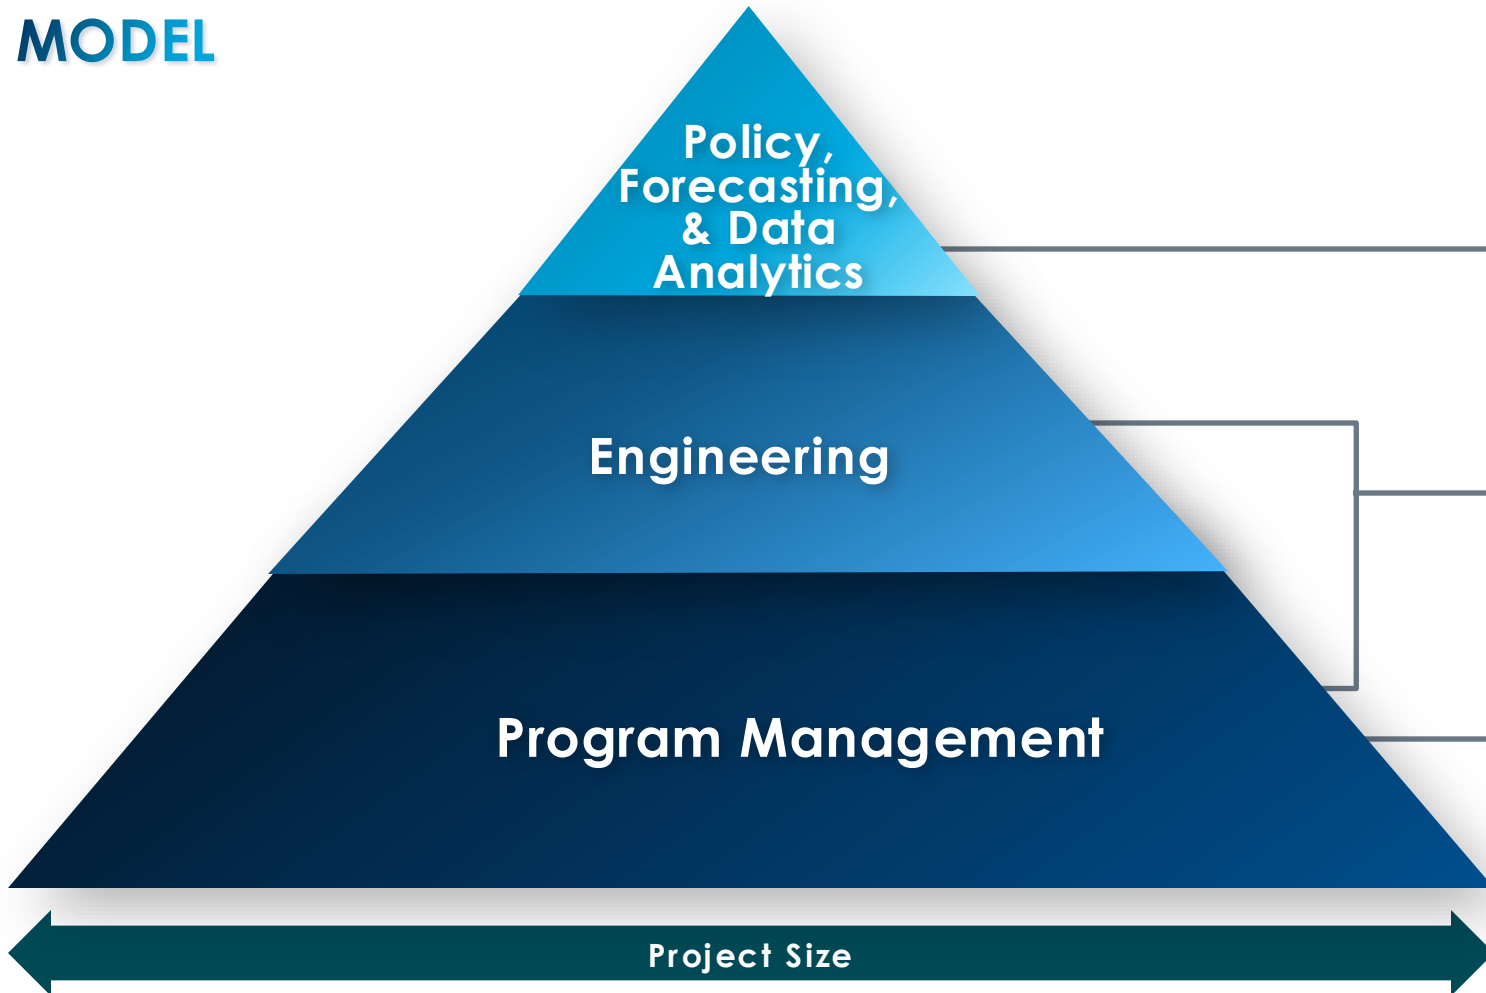 MODEL
Policy,
Forecasting,
& Data
Analytics
Engineering
Program Management
Project Size